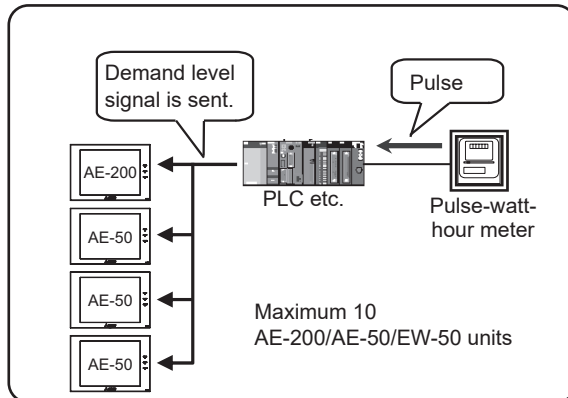 Demand level
signal is sent.
Pulse
AE-200
PLC etc.
Pulse-watt-
hour meter
AE-50
AE-50
AE-50
Maximum 10
AE-200/AE-50/EW-50 units